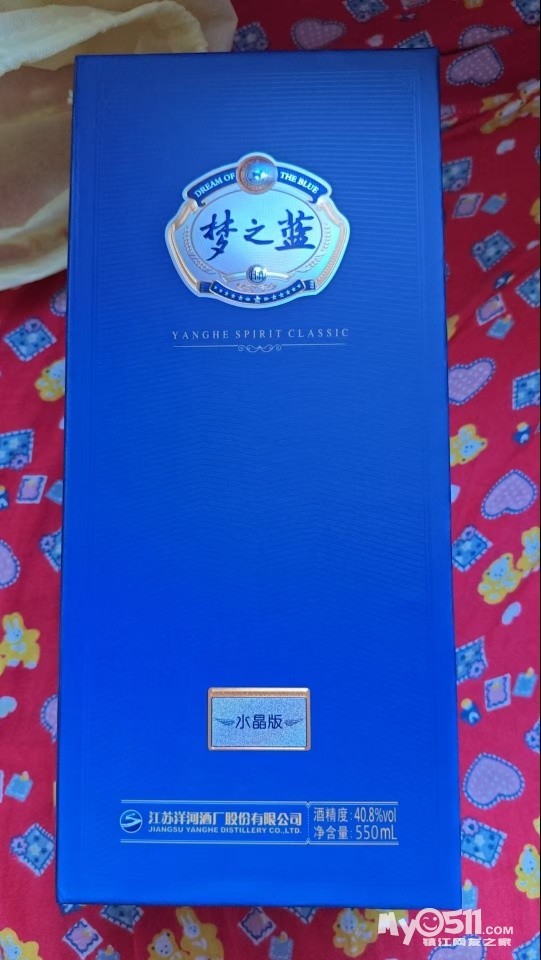 DREAM OF THE BLUE
梦之蓝
YANGHE SPIRIT CLASSIC
水晶版
江苏洋河酒厂股份有限公司
JIANGSU YANGHE DISTILLERY CO.,LTD.
酒精度:40.8%vol
净含量:550mL
My0511.com
镇江网友之家